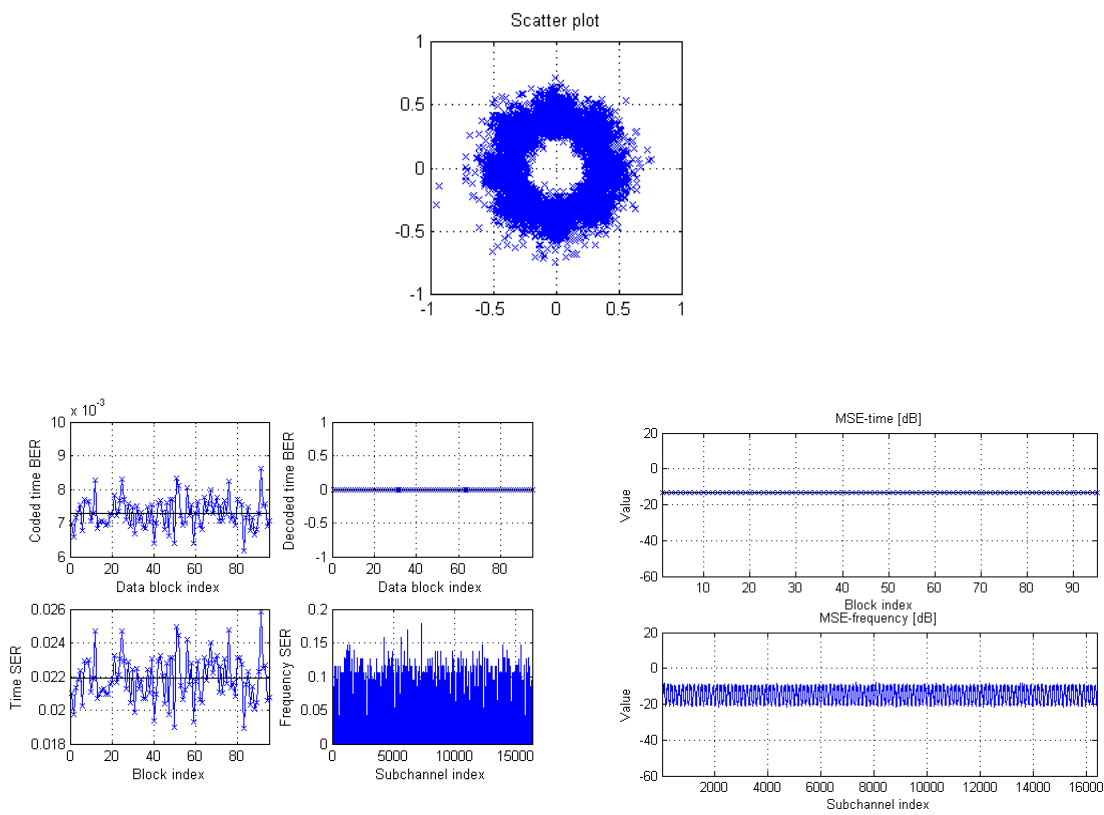 Scatter plot
1
0.5
0
-0.5
-1
-1 -0.5 0 0.5 1
x 10^-3
10
9
8
7
6
Coded time BER
0 20 40 60 80
Data block index
1
0.5
0
-0.5
-1
Decoded time BER
0 20 40 60 80
Data block index
MSE-time [dB]
20
0
-20
-40
-60
Value
10 20 30 40 50 60 70 80 90
Block index
0.026
0.024
0.022
0.02
0.018
Time SER
0 20 40 60 80
Block index
0.2
0.15
0.1
0.05
0
Frequency SER
0 5000 10000 15000
Subchannel index
MSE-frequency [dB]
20
0
-20
-40
-60
Value
2000 4000 6000 8000 10000 12000 14000 16000
Subchannel index